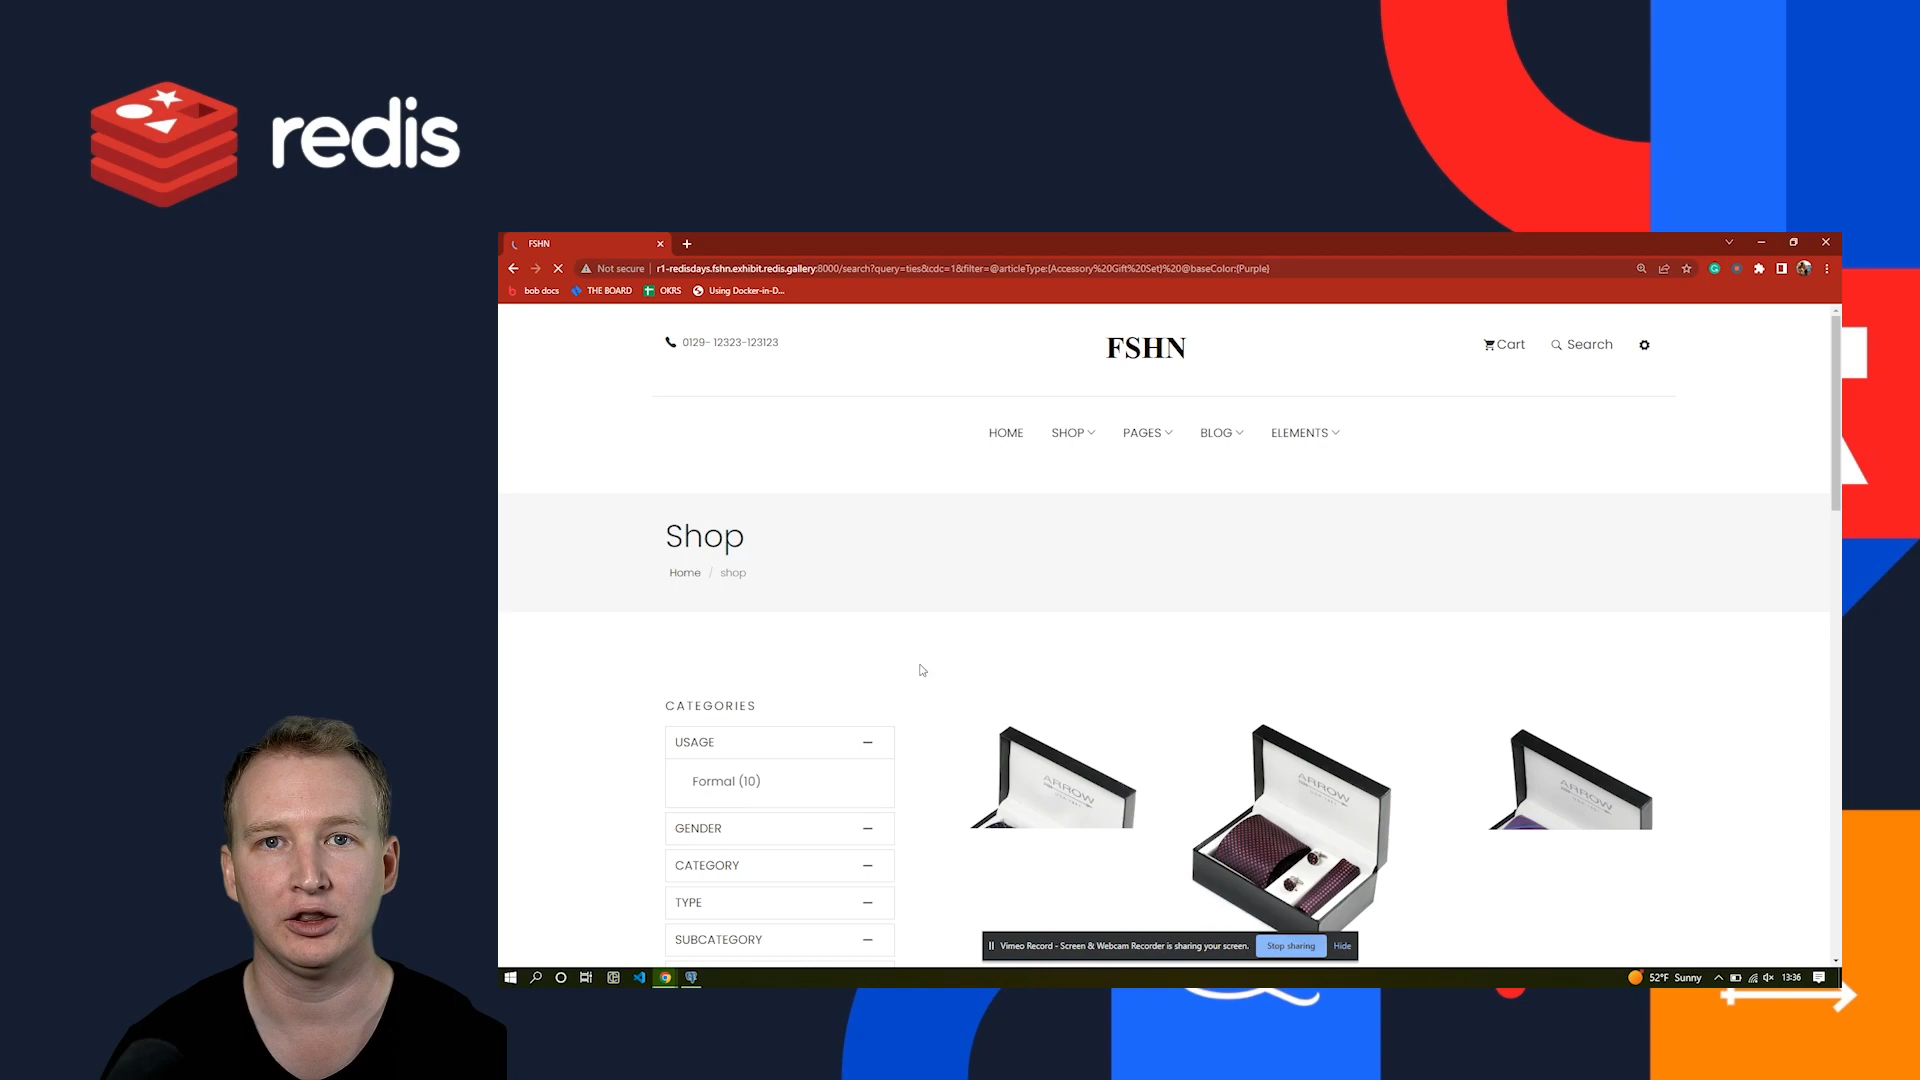 redis
FSHN
Not secure
r1-redisdays.fshn.exhibit.redis.gallery:8000/search?query=ties&cdc=1&filter=@articleType:{Accessory%20Gift%20Set}%20@baseColor:{Purple}
bob docs
THE BOARD
OKRS
Using Docker-in-D...
0129- 12323-123123
FSHN
Cart
Search
HOME
SHOP
PAGES
BLOG
ELEMENTS
Shop
Home / shop
CATEGORIES
USAGE
Formal (10)
GENDER
CATEGORY
TYPE
SUBCATEGORY
ARROW
ARROW
ARROW
Vimeo Record - Screen & Webcam Recorder is sharing your screen.
Stop sharing
Hide
52°F Sunny
13:36